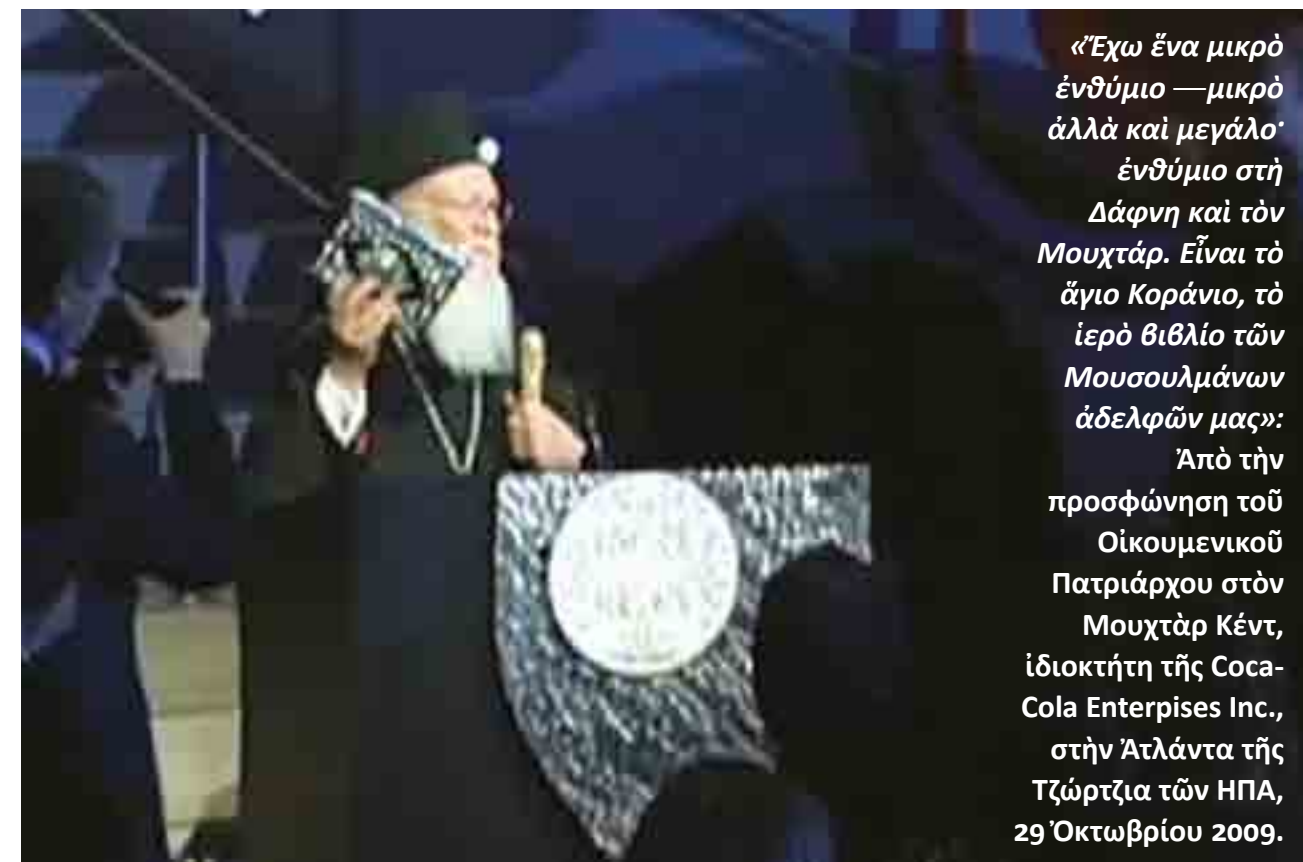 «Ἔχω ἕνα μικρὸ
ἐνθύμιο —μικρὸ
ἀλλὰ καὶ μεγάλο·
ἐνθύμιο στὴ
Δάφνη καὶ τὸν
Μουχτάρ. Εἶναι τὸ
ἅγιο Κοράνιο, τὸ
ἱερὸ βιβλίο τῶν
Μουσουλμάνων
ἀδελφῶν μας»:
Ἀπὸ τὴν
προσφώνηση τοῦ
Οἰκουμενικοῦ
Πατριάρχου στὸν
Μουχτὰρ Κέντ,
ἰδιοκτήτη τῆς Coca-
Cola Enterpises Inc.,
στὴν Ἀτλάντα τῆς
Τζώρτζια τῶν ΗΠΑ,
29 Ὀκτωβρίου 2009.